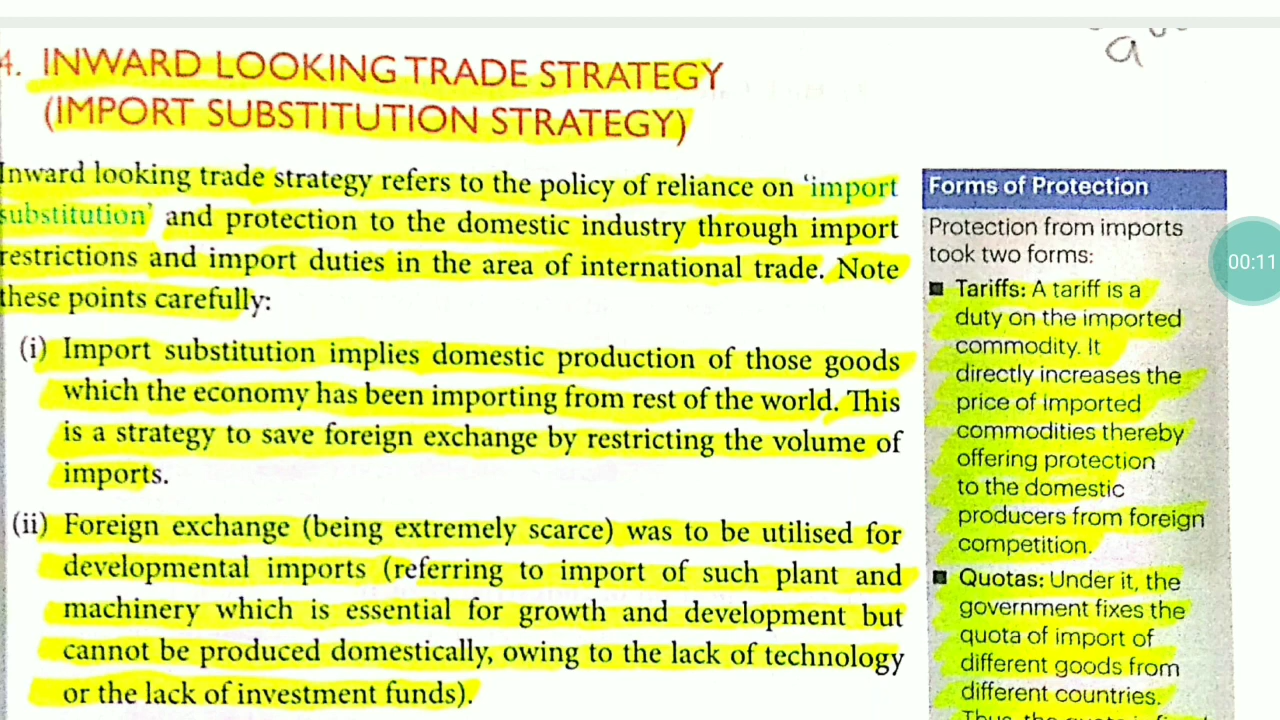 4. INWARD LOOKING TRADE STRATEGY
(IMPORT SUBSTITUTION STRATEGY)
Inward looking trade strategy refers to the policy of reliance on ‘import
substitution’ and protection to the domestic industry through import
restrictions and import duties in the area of international trade. Note
these points carefully:
(i) Import substitution implies domestic production of those goods
which the economy has been importing from rest of the world. This
is a strategy to save foreign exchange by restricting the volume of
imports.
(ii) Foreign exchange (being extremely scarce) was to be utilised for
developmental imports (referring to import of such plant and
machinery which is essential for growth and development but
cannot be produced domestically, owing to the lack of technology
or the lack of investment funds).
Forms of Protection
Protection from imports
took two forms:
■ Tariffs: A tariff is a
duty on the imported
commodity. It
directly increases the
price of imported
commodities thereby
offering protection
to the domestic
producers from foreign
competition.
■ Quotas: Under it, the
government fixes the
quota of import of
different goods from
different countries.
Thus, the quota is
00:11